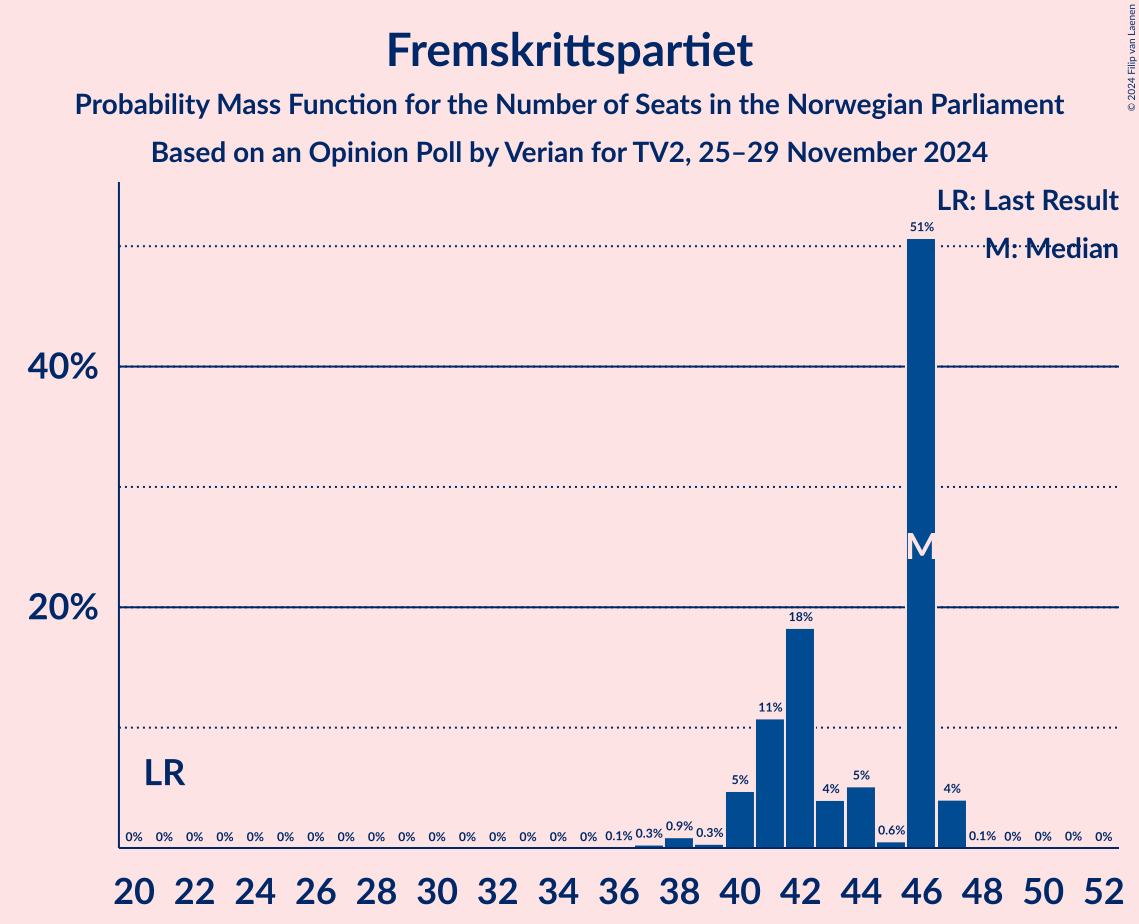 Fremskrittspartiet
Probability Mass Function for the Number of Seats in the Norwegian Parliament
Based on an Opinion Poll by Verian for TV2, 25–29 November 2024
© 2024 Filip van Laenen
LR: Last Result
M: Median
51%
40%
M
20%
18%
11%
LR
5% 4% 5% 4%
0% 0% 0% 0% 0% 0% 0% 0% 0% 0% 0% 0% 0% 0% 0% 0% 0.1% 0.3% 0.9% 0.3% 0.6% 0.1% 0% 0% 0% 0%
20 22 24 26 28 30 32 34 36 38 40 42 44 46 48 50 52